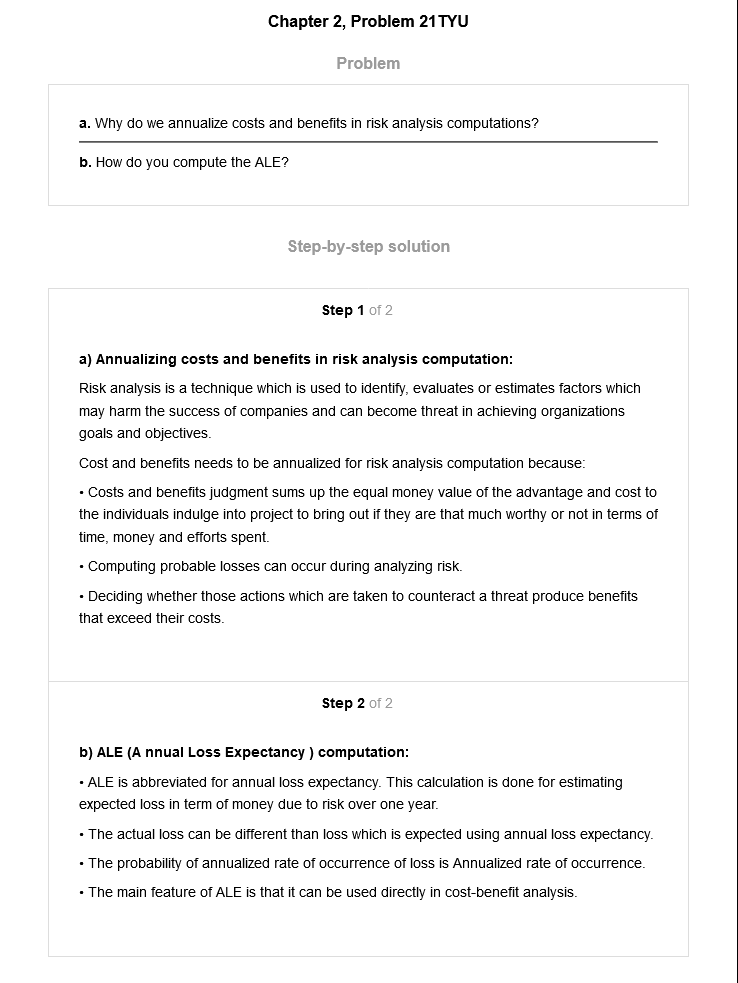 Chapter 2, Problem 21TYU
Problem
a. Why do we annualize costs and benefits in risk analysis computations?
b. How do you compute the ALE?
Step-by-step solution
Step 1 of 2
a) Annualizing costs and benefits in risk analysis computation:
Risk analysis is a technique which is used to identify, evaluates or estimates factors which
may harm the success of companies and can become threat in achieving organizations
goals and objectives.
Cost and benefits needs to be annualized for risk analysis computation because:
• Costs and benefits judgment sums up the equal money value of the advantage and cost to
the individuals indulge into project to bring out if they are that much worthy or not in terms of
time, money and efforts spent.
• Computing probable losses can occur during analyzing risk.
• Deciding whether those actions which are taken to counteract a threat produce benefits
that exceed their costs.
Step 2 of 2
b) ALE (A nnual Loss Expectancy ) computation:
• ALE is abbreviated for annual loss expectancy. This calculation is done for estimating
expected loss in term of money due to risk over one year.
• The actual loss can be different than loss which is expected using annual loss expectancy.
• The probability of annualized rate of occurrence of loss is Annualized rate of occurrence.
• The main feature of ALE is that it can be used directly in cost-benefit analysis.